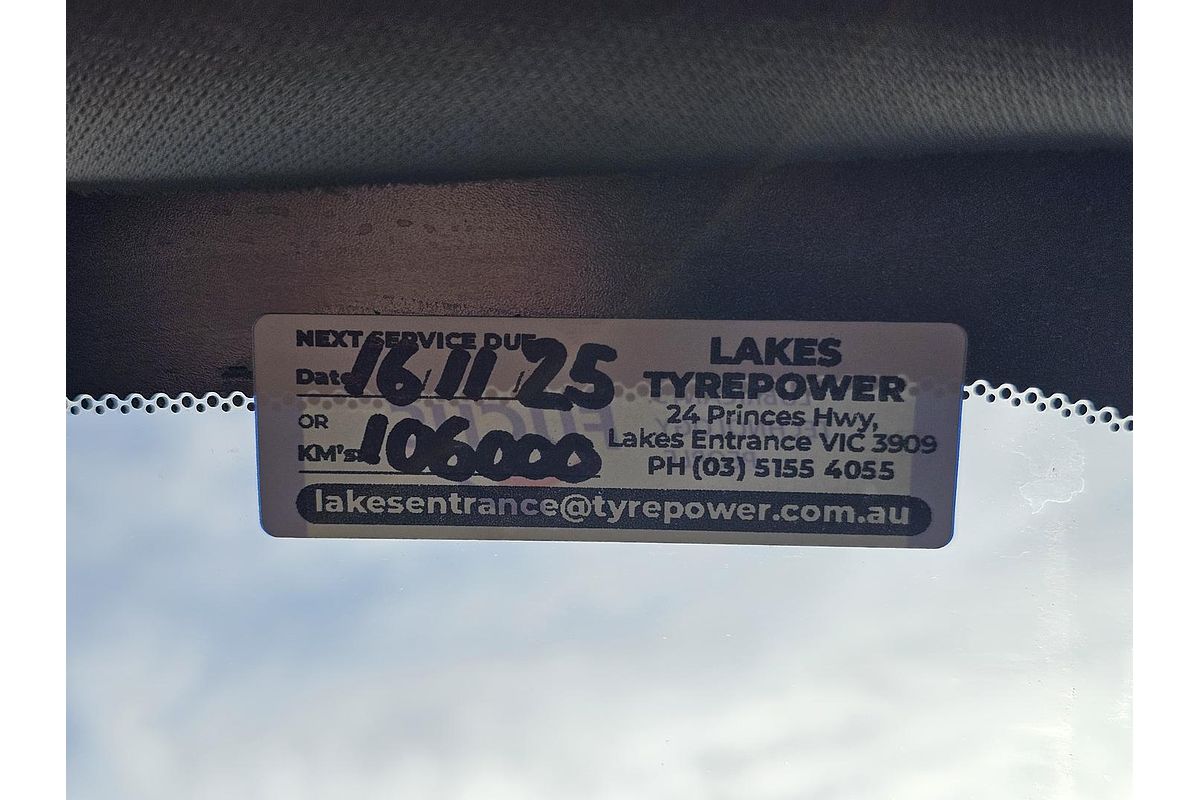 NEXT SERVICE DUE
Date 16/11/25
OR
KM's 106000
LAKES
TYREPOWER
24 Princes Hwy,
Lakes Entrance VIC 3909
PH (03) 5155 4055
lakesentrance@tyrepower.com.au